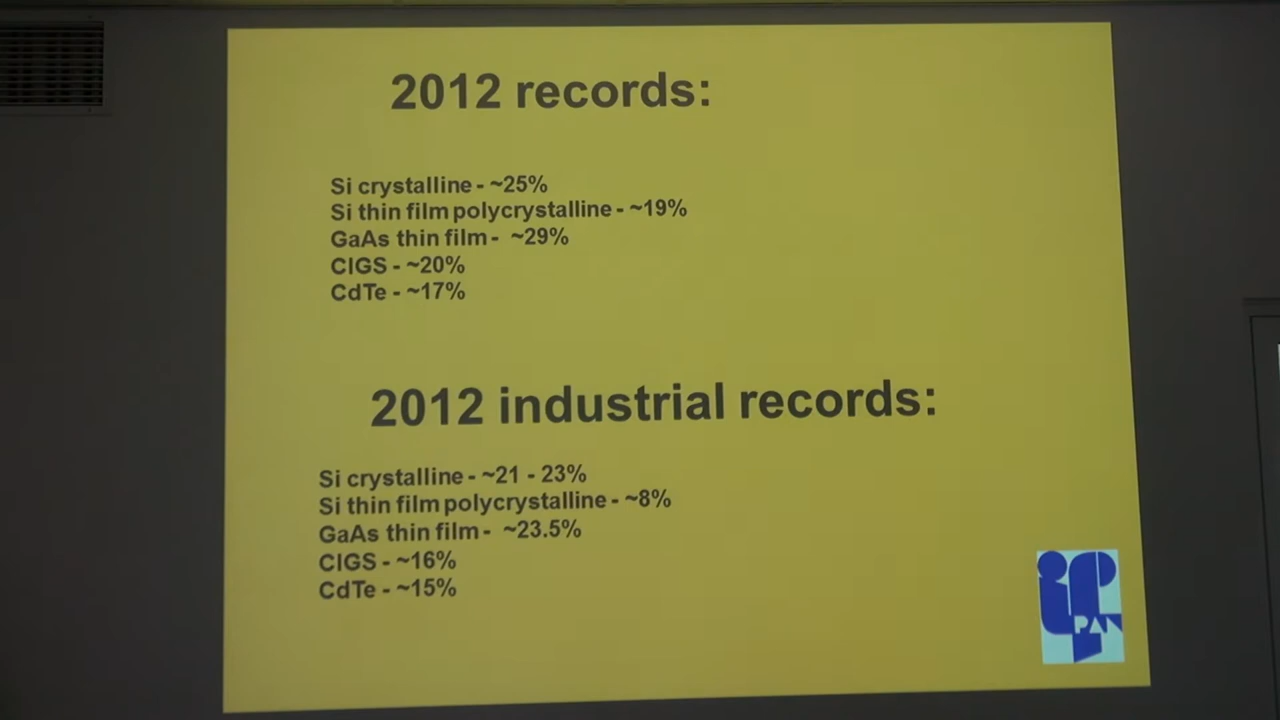 2012 records:
Si crystalline - ~25%
Si thin film polycrystalline - ~19%
GaAs thin film - ~29%
CIGS - ~20%
CdTe - ~17%
2012 industrial records:
Si crystalline - ~21 - 23%
Si thin film polycrystalline - ~8%
GaAs thin film - ~23.5%
CIGS - ~16%
CdTe - ~15%
if
PAN